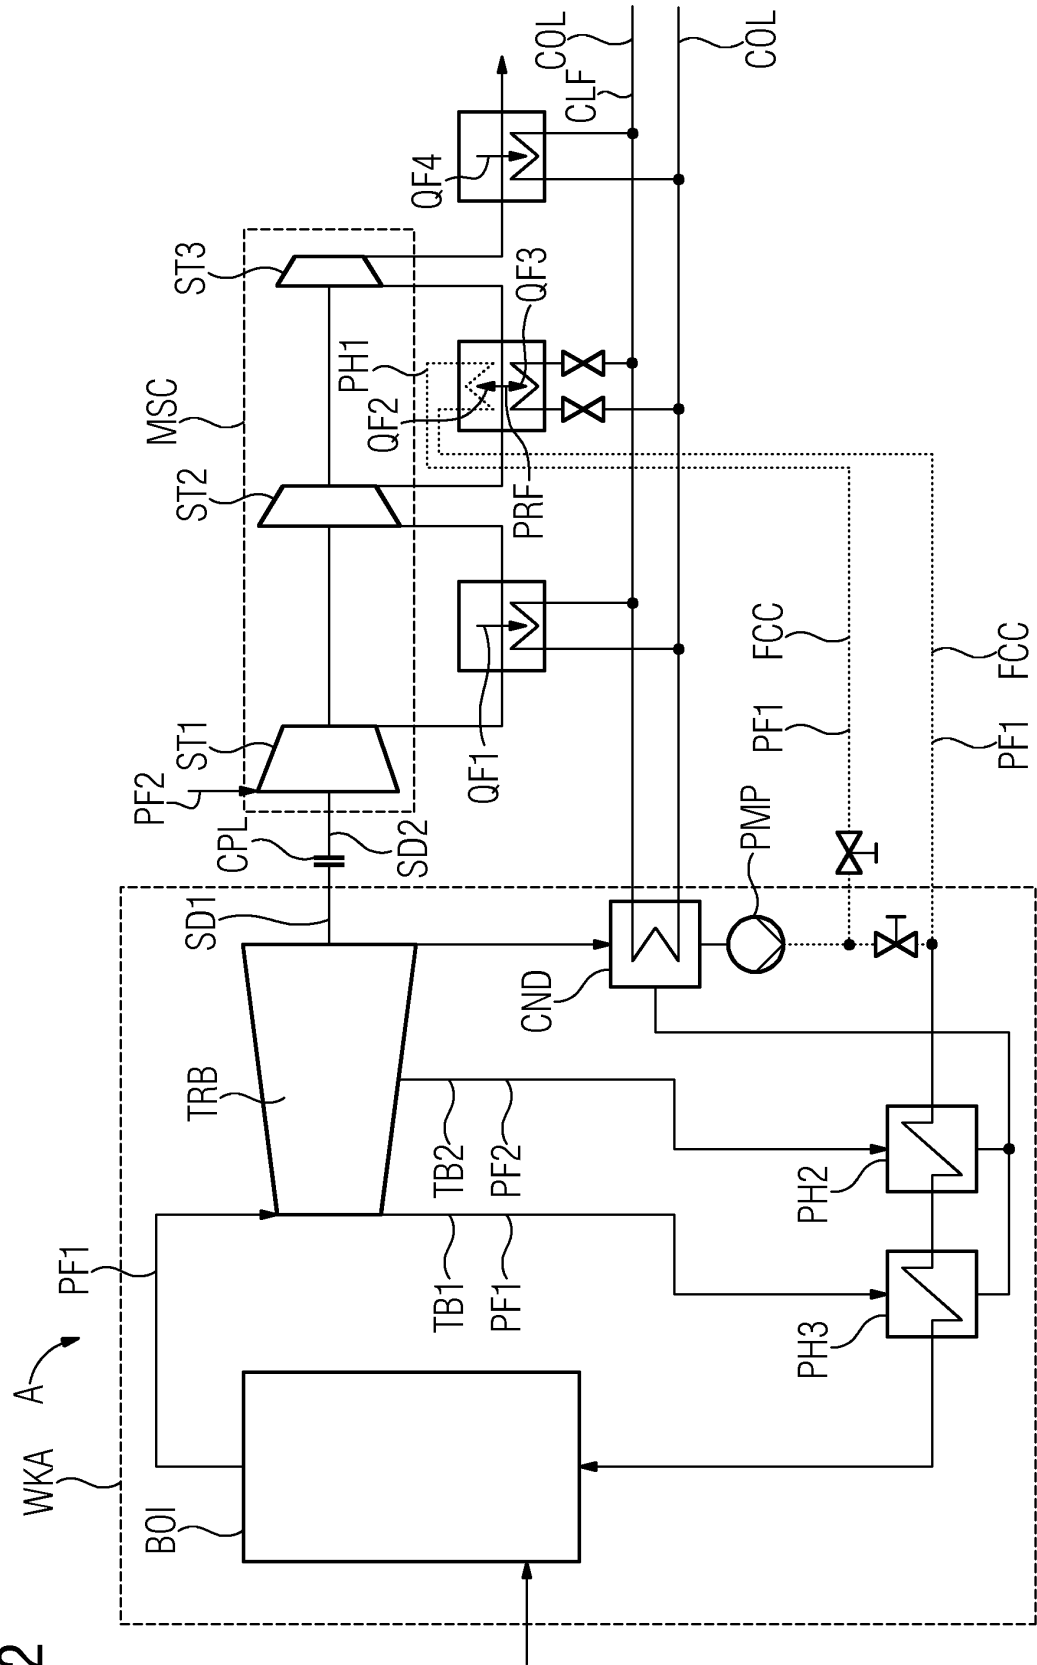 COL
COL
CLF
QF4
ST3
QF3
PH1
MSC
QF2
ST2
PRF
FCC
FCC
ST1
PF1
PF1
QF1
PF2
PMP
CPL
SD2
SD1
CND
TRB
TB2
PF2
PH2
PF1
TB1
PF1
PH3
A
WKA
BOI
2